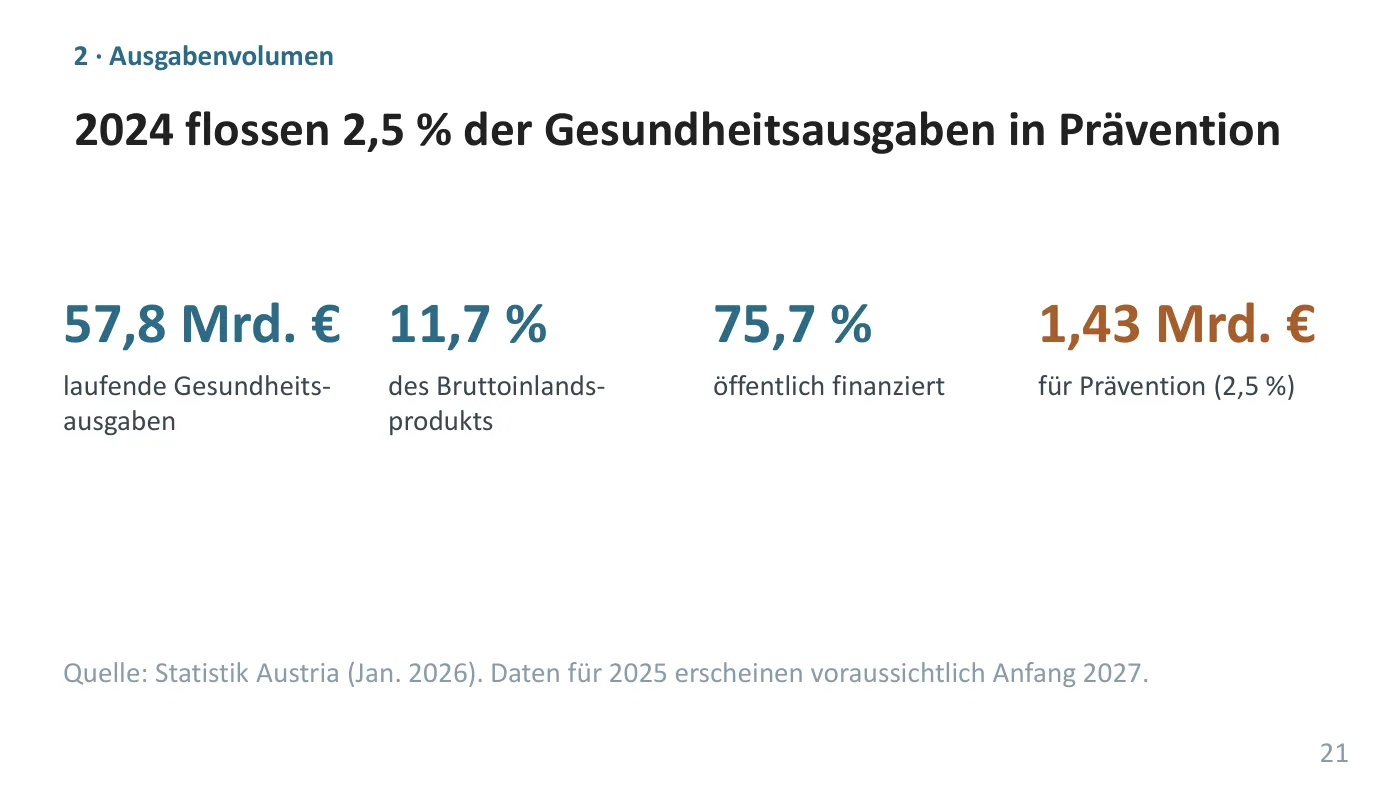 2 · Ausgabenvolumen
2024 flossen 2,5 % der Gesundheitsausgaben in Prävention
57,8 Mrd. €
laufende Gesundheits-
ausgaben
11,7 %
des Bruttoinlands-
produkts
75,7 %
öffentlich finanziert
1,43 Mrd. €
für Prävention (2,5 %)
Quelle: Statistik Austria (Jan. 2026). Daten für 2025 erscheinen voraussichtlich Anfang 2027.
21